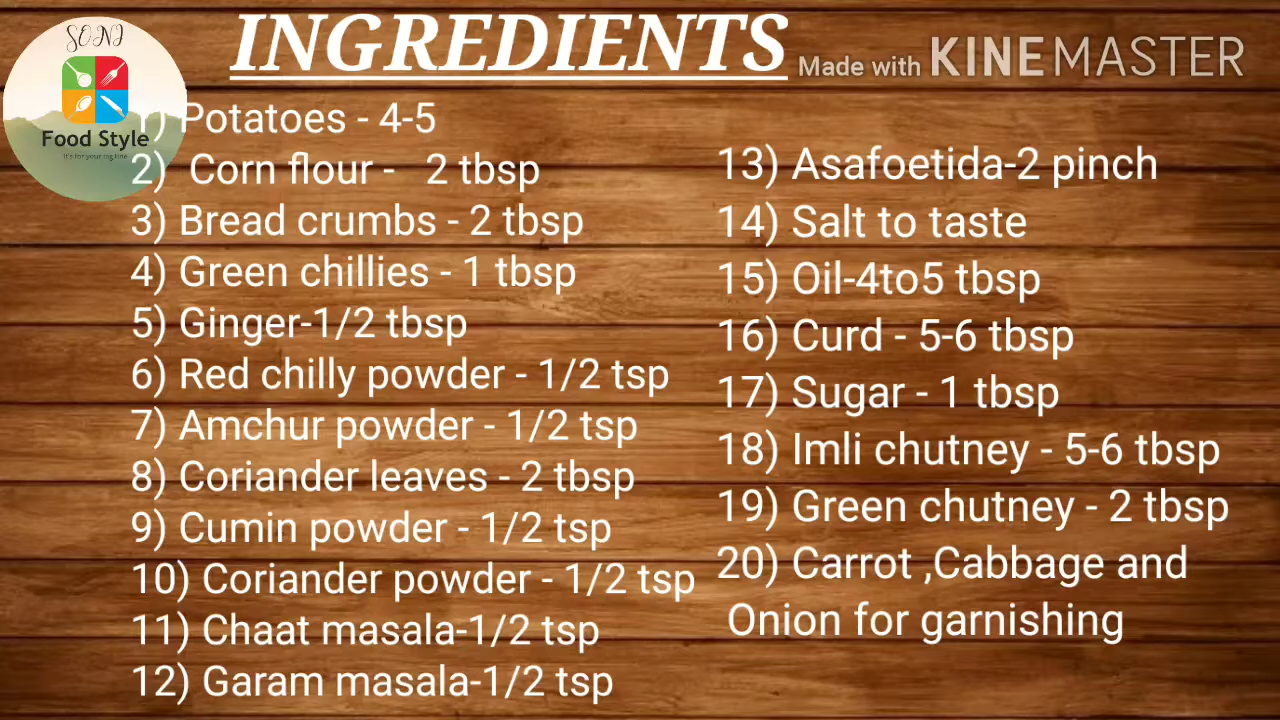 INGREDIENTS
Made with KINEMASTER
SONI
Food Style
It's for your tag line
1) Potatoes - 4-5
2) Corn flour - 2 tbsp
3) Bread crumbs - 2 tbsp
4) Green chillies - 1 tbsp
5) Ginger-1/2 tbsp
6) Red chilly powder - 1/2 tsp
7) Amchur powder - 1/2 tsp
8) Coriander leaves - 2 tbsp
9) Cumin powder - 1/2 tsp
10) Coriander powder - 1/2 tsp
11) Chaat masala-1/2 tsp
12) Garam masala-1/2 tsp
13) Asafoetida-2 pinch
14) Salt to taste
15) Oil-4to5 tbsp
16) Curd - 5-6 tbsp
17) Sugar - 1 tbsp
18) Imli chutney - 5-6 tbsp
19) Green chutney - 2 tbsp
20) Carrot ,Cabbage and
Onion for garnishing